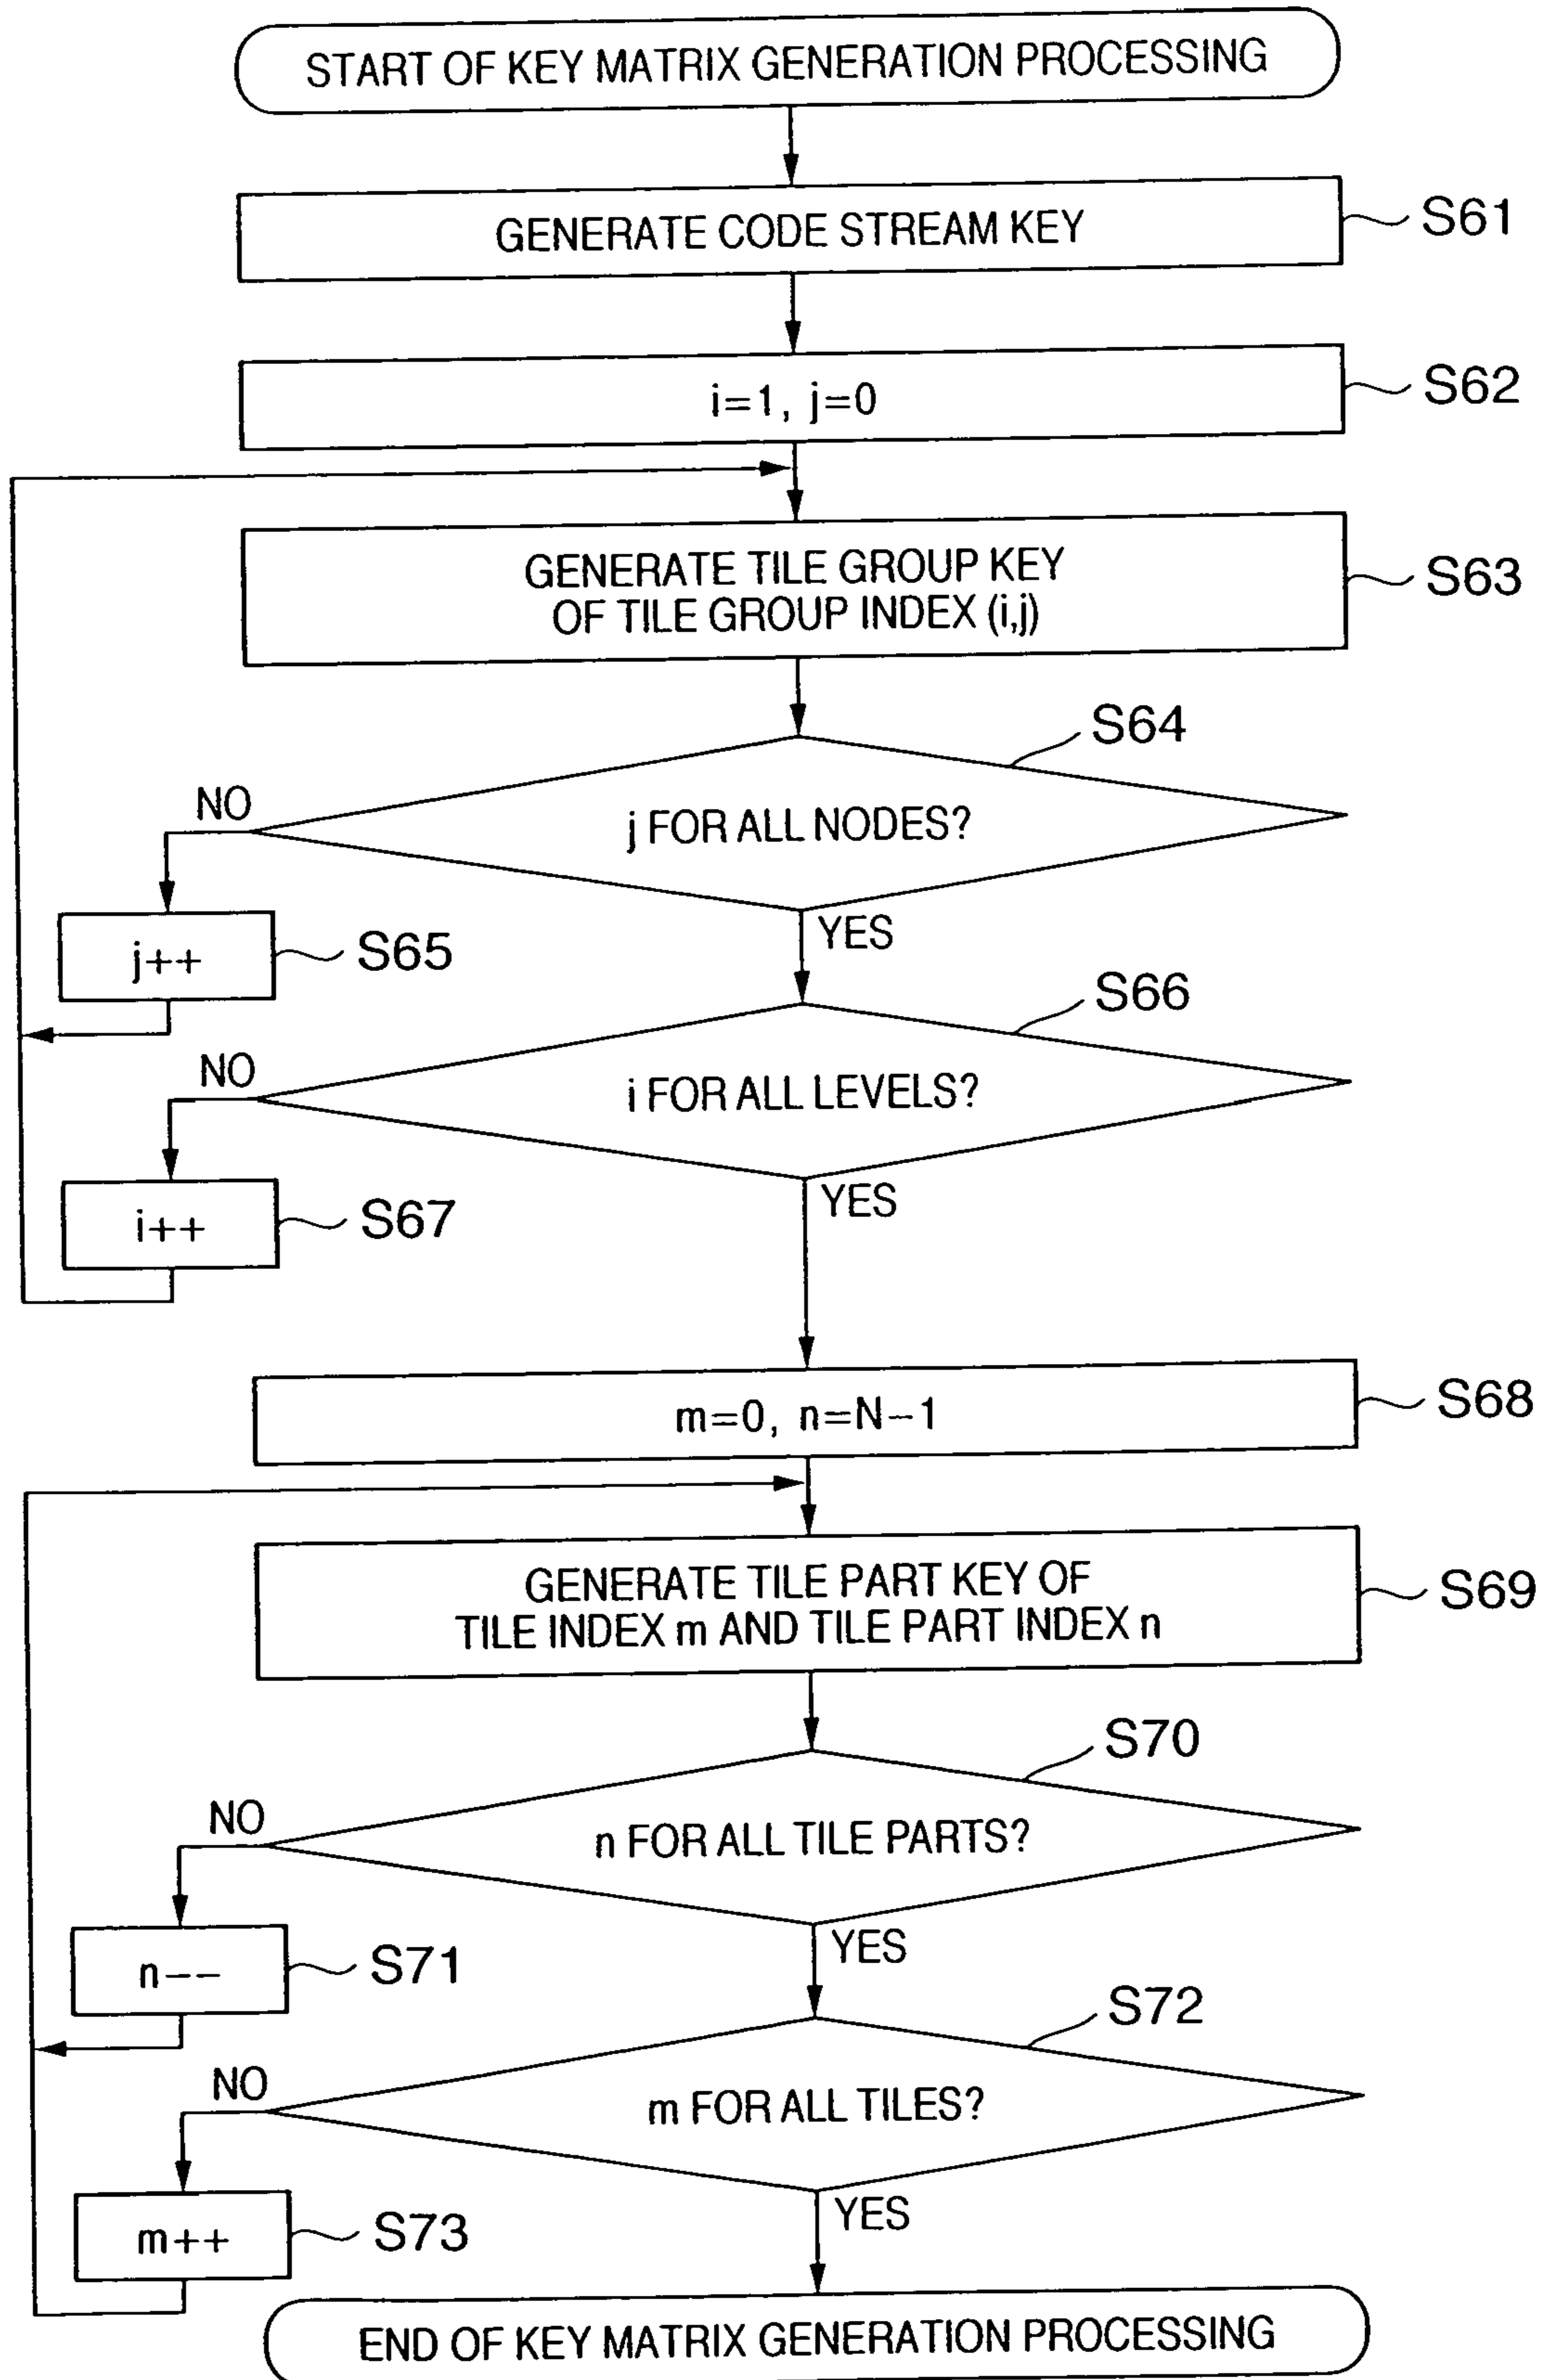 START OF KEY MATRIX GENERATION PROCESSING
GENERATE CODE STREAM KEY
S61
i=1, j=0
S62
GENERATE TILE GROUP KEY
OF TILE GROUP INDEX (i,j)
S63
S64
NO
j FOR ALL NODES?
YES
j++
S65
S66
NO
i FOR ALL LEVELS?
YES
i++
S67
m=0, n=N-1
S68
GENERATE TILE PART KEY OF
TILE INDEX m AND TILE PART INDEX n
S69
S70
NO
n FOR ALL TILE PARTS?
YES
n--
S71
S72
NO
m FOR ALL TILES?
YES
m++
S73
END OF KEY MATRIX GENERATION PROCESSING